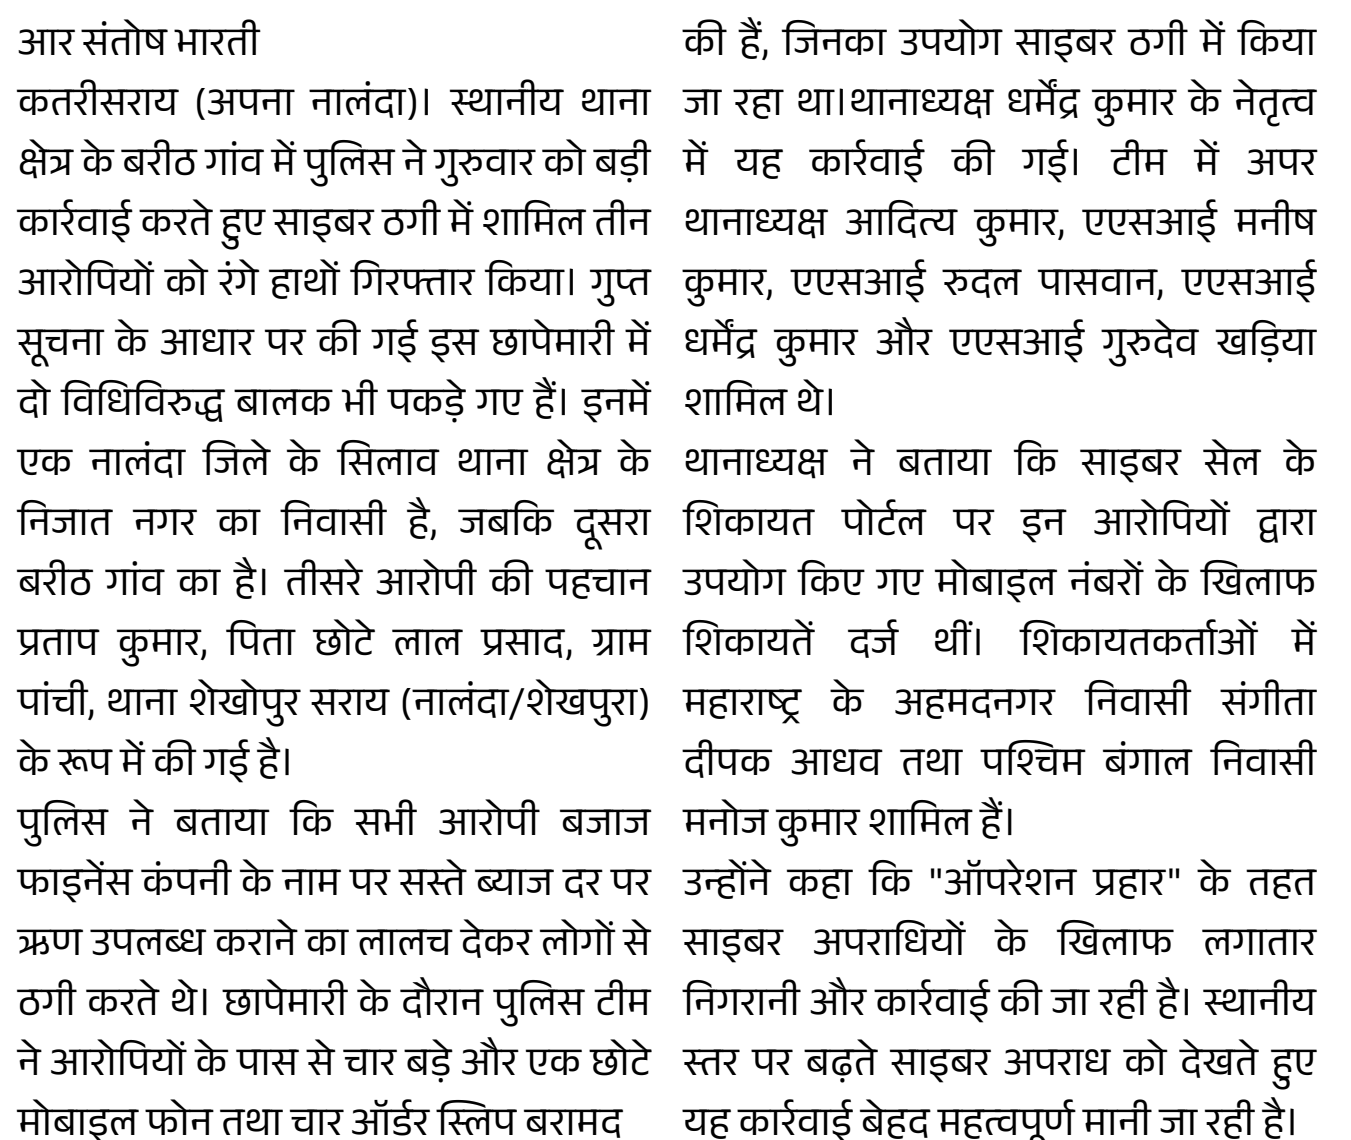 आर संतोष भारती
कतरीसराय (अपना नालंदा)। स्थानीय थाना
क्षेत्र के बरीठ गांव में पुलिस ने गुरुवार को बड़ी
कार्रवाई करते हुए साइबर ठगी में शामिल तीन
आरोपियों को रंगे हाथों गिरफ्तार किया। गुप्त
सूचना के आधार पर की गई इस छापेमारी में
दो विधिविरुद्ध बालक भी पकड़े गए हैं। इनमें
एक नालंदा जिले के सिलाव थाना क्षेत्र के
निजात नगर का निवासी है, जबकि दूसरा
बरीठ गांव का है। तीसरे आरोपी की पहचान
प्रताप कुमार, पिता छोटे लाल प्रसाद, ग्राम
पांची, थाना शेखोपुर सराय (नालंदा/शेखपुरा)
के रूप में की गई है।
पुलिस ने बताया कि सभी आरोपी बजाज
फाइनेंस कंपनी के नाम पर सस्ते ब्याज दर पर
ऋण उपलब्ध कराने का लालच देकर लोगों से
ठगी करते थे। छापेमारी के दौरान पुलिस टीम
ने आरोपियों के पास से चार बड़े और एक छोटे
मोबाइल फोन तथा चार ऑर्डर स्लिप बरामद
की हैं, जिनका उपयोग साइबर ठगी में किया
जा रहा था।थानाध्यक्ष धर्मेंद्र कुमार के नेतृत्व
में यह कार्रवाई की गई। टीम में अपर
थानाध्यक्ष आदित्य कुमार, एएसआई मनीष
कुमार, एएसआई रुदल पासवान, एएसआई
धर्मेंद्र कुमार और एएसआई गुरुदेव खड़िया
शामिल थे।
थानाध्यक्ष ने बताया कि साइबर सेल के
शिकायत पोर्टल पर इन आरोपियों द्वारा
उपयोग किए गए मोबाइल नंबरों के खिलाफ
शिकायतें दर्ज थीं। शिकायतकर्ताओं में
महाराष्ट्र के अहमदनगर निवासी संगीता
दीपक आधव तथा पश्चिम बंगाल निवासी
मनोज कुमार शामिल हैं।
उन्होंने कहा कि "ऑपरेशन प्रहार" के तहत
साइबर अपराधियों के खिलाफ लगातार
निगरानी और कार्रवाई की जा रही है। स्थानीय
स्तर पर बढ़ते साइबर अपराध को देखते हुए
यह कार्रवाई बेहद महत्वपूर्ण मानी जा रही है।